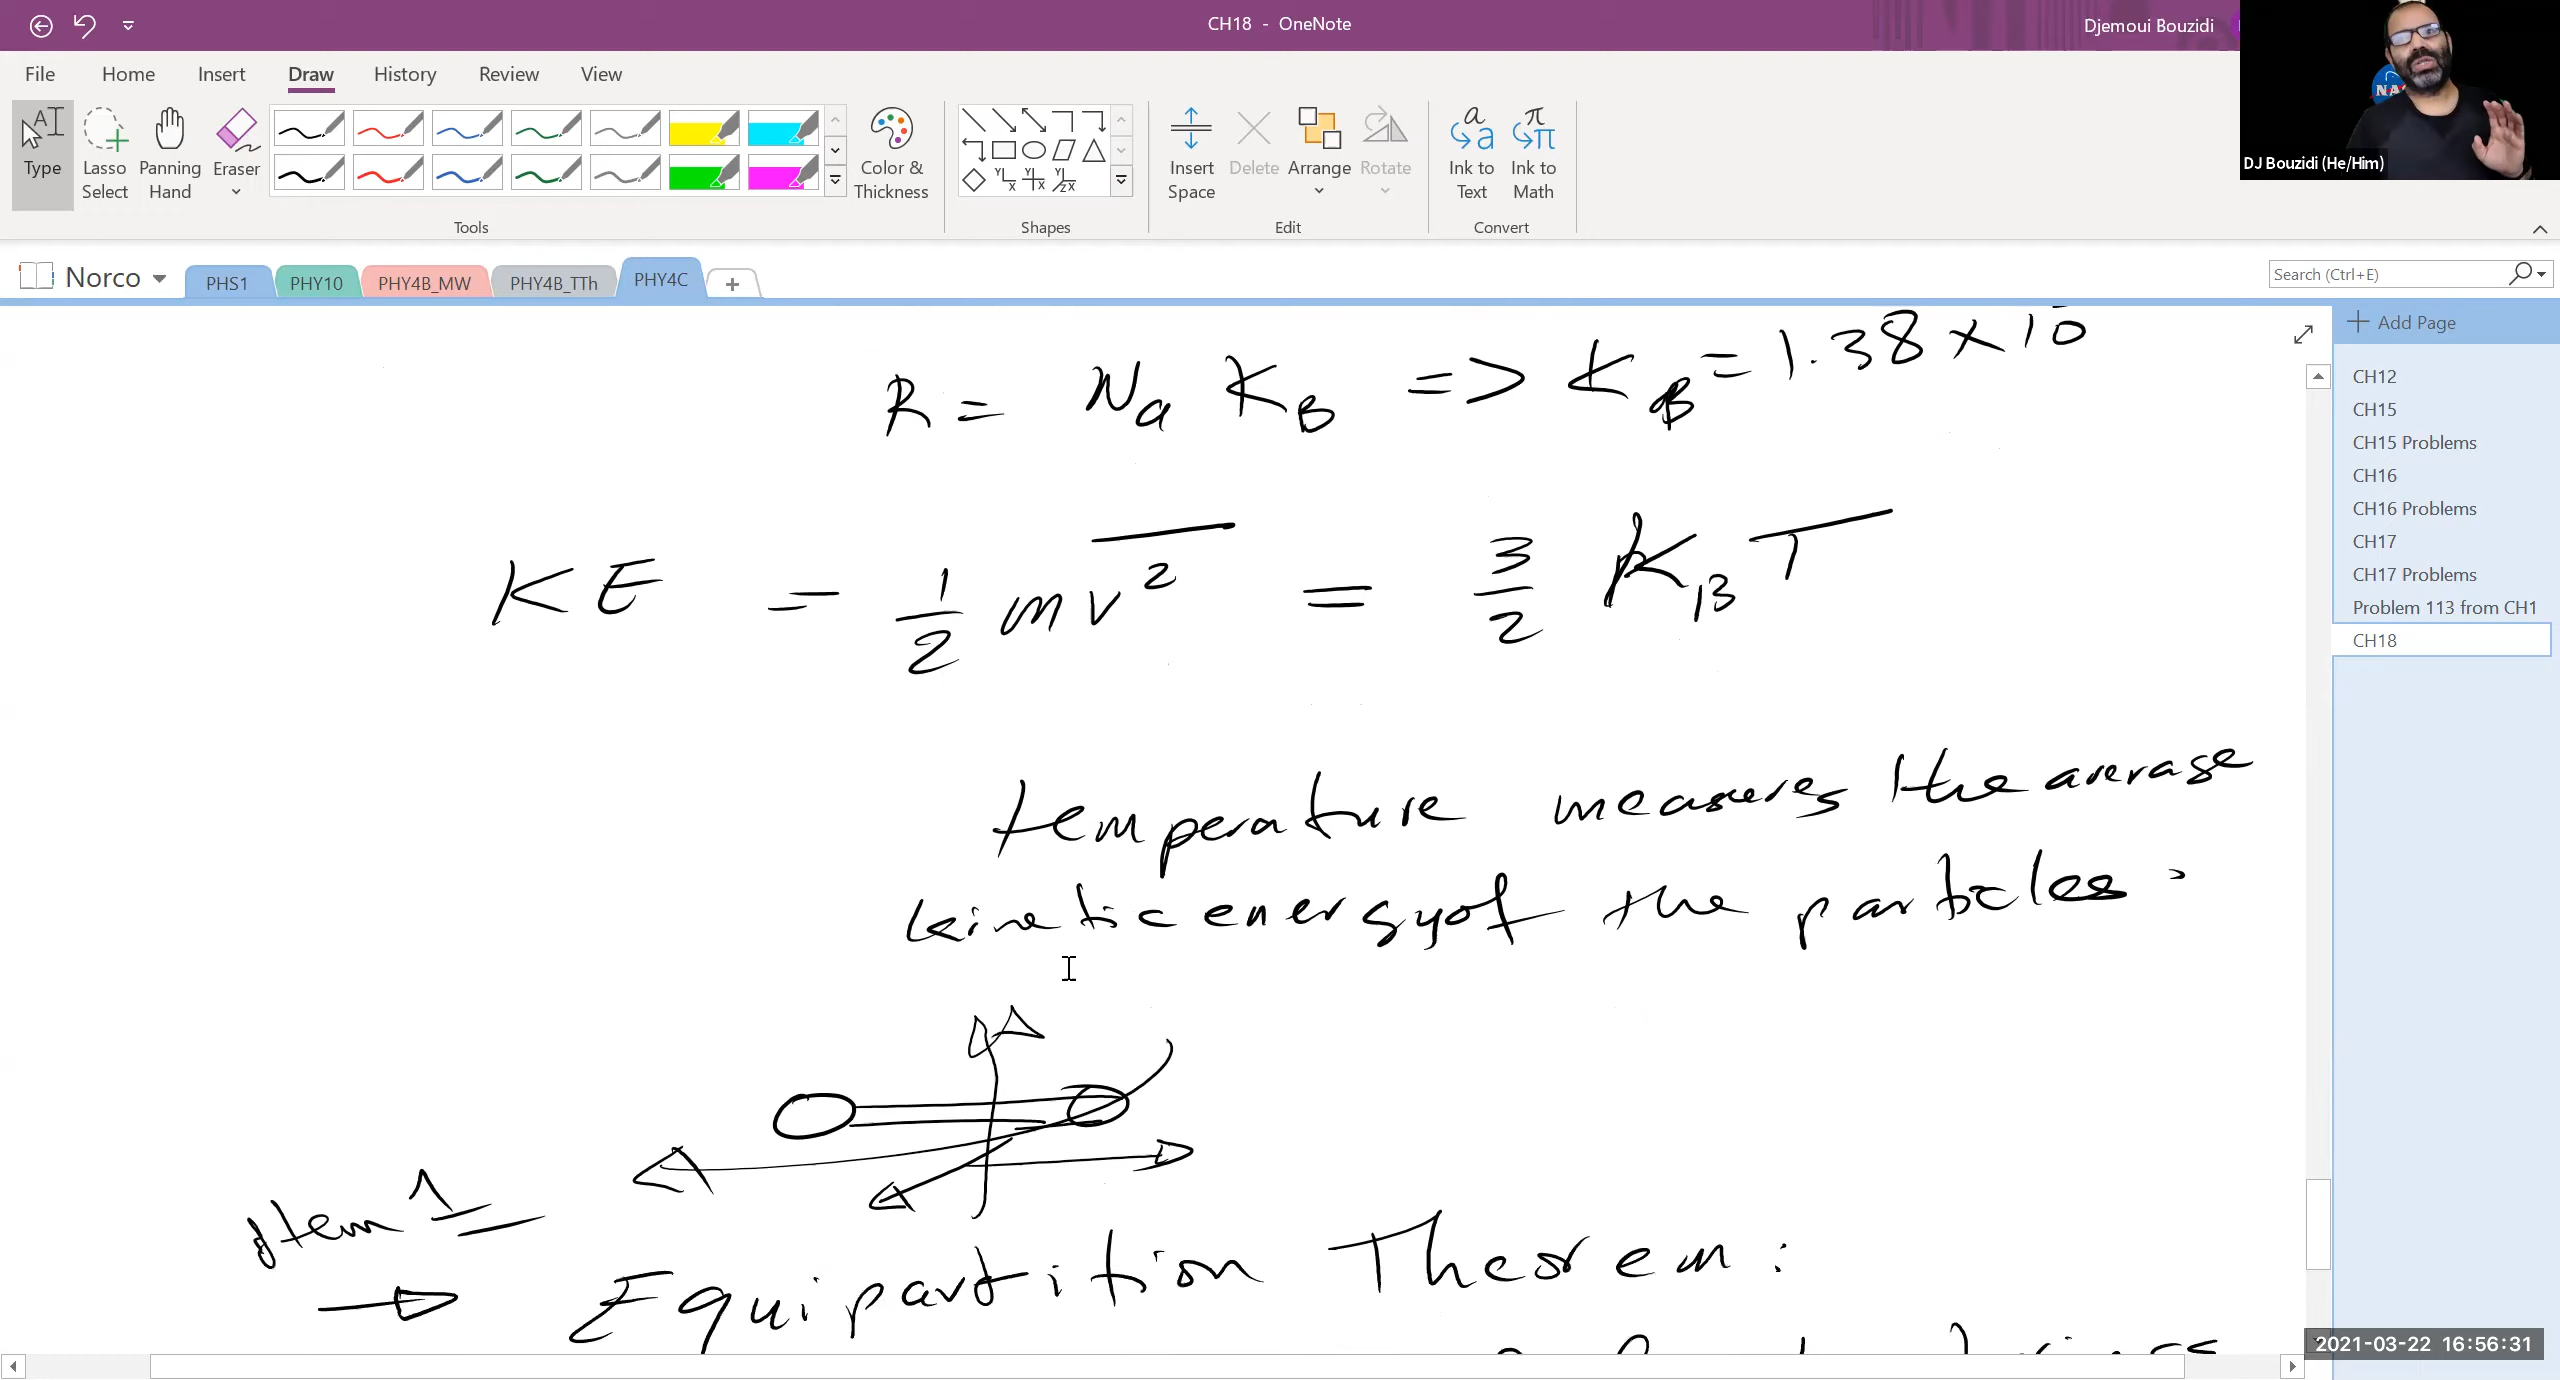 CH18 - OneNote
Djemoui Bouzidi
File Home Insert Draw History Review View
Type
Lasso Select
Panning Hand
Eraser
Color & Thickness
Insert Space
Delete
Arrange
Rotate
Ink to Text
Ink to Math
Tools
Shapes
Edit
Convert
NAS
DJ Bouzidi (He/Him)
Norco
PHS1
PHY10
PHY4B_MW
PHY4B_TTh
PHY4C
Search (Ctrl+E)
Add Page
CH12
CH15
CH15 Problems
CH16
CH16 Problems
CH17
CH17 Problems
Problem 113 from CH1
CH18
R = Na KB => KB = 1.38 x 10
KE = 1/2 mv² = 3/2 KB T
temperature measures the average
kinetic energy of the particles.
Item 1
Equipartition Theorem:
2021-03-22 16:56:31